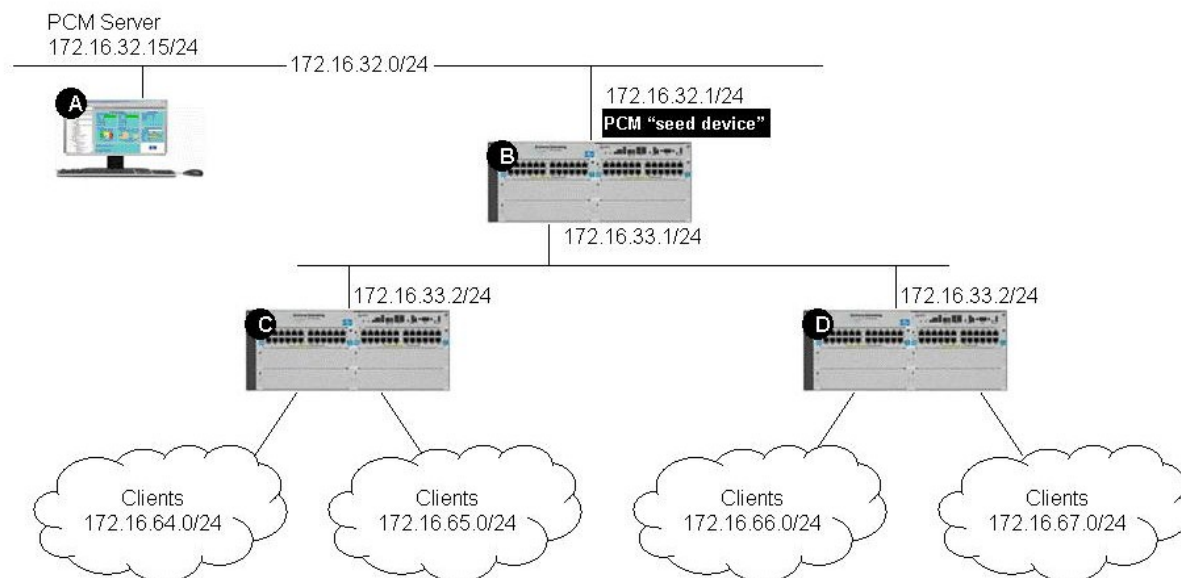 PCM Server
172.16.32.15/24
172.16.32.0/24
A
172.16.32.1/24
PCM "seed device"
B
172.16.33.1/24
172.16.33.2/24
172.16.33.2/24
C
D
Clients
172.16.64.0/24
Clients
172.16.65.0/24
Clients
172.16.66.0/24
Clients
172.16.67.0/24